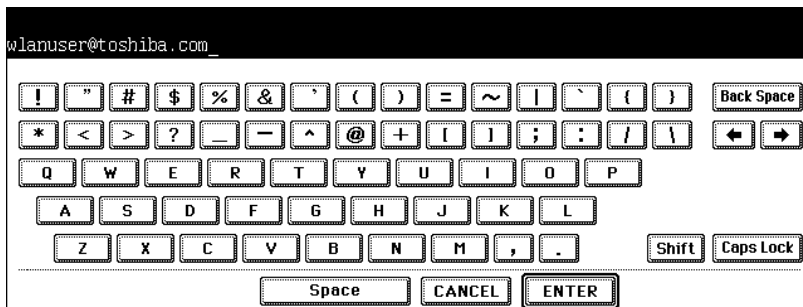 wlanuser@toshiba.com_
! " # $ % & ' ( ) = ~ | ` { } Back Space
* < > ? _ - ^ @ + [ ] ; : / \ ← →
Q W E R T Y U I O P
A S D F G H J K L
Z X C V B N M , . Shift Caps Lock
Space CANCEL ENTER